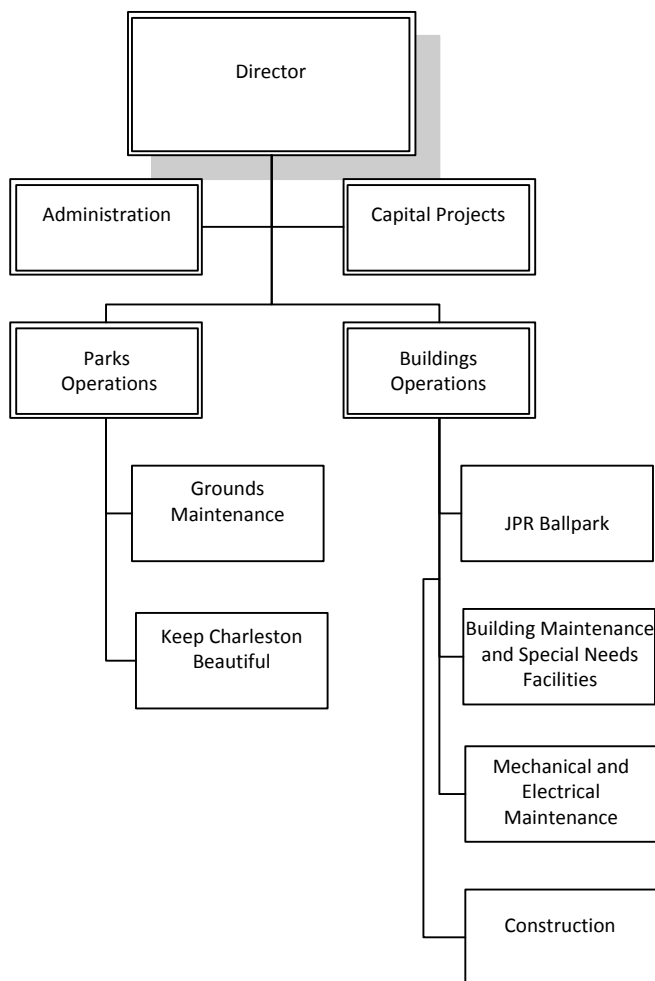 Director
Administration
Capital Projects
Parks
Operations
Buildings
Operations
Grounds
Maintenance
JPR Ballpark
Keep Charleston
Beautiful
Building Maintenance
and Special Needs
Facilities
Mechanical and
Electrical
Maintenance
Construction